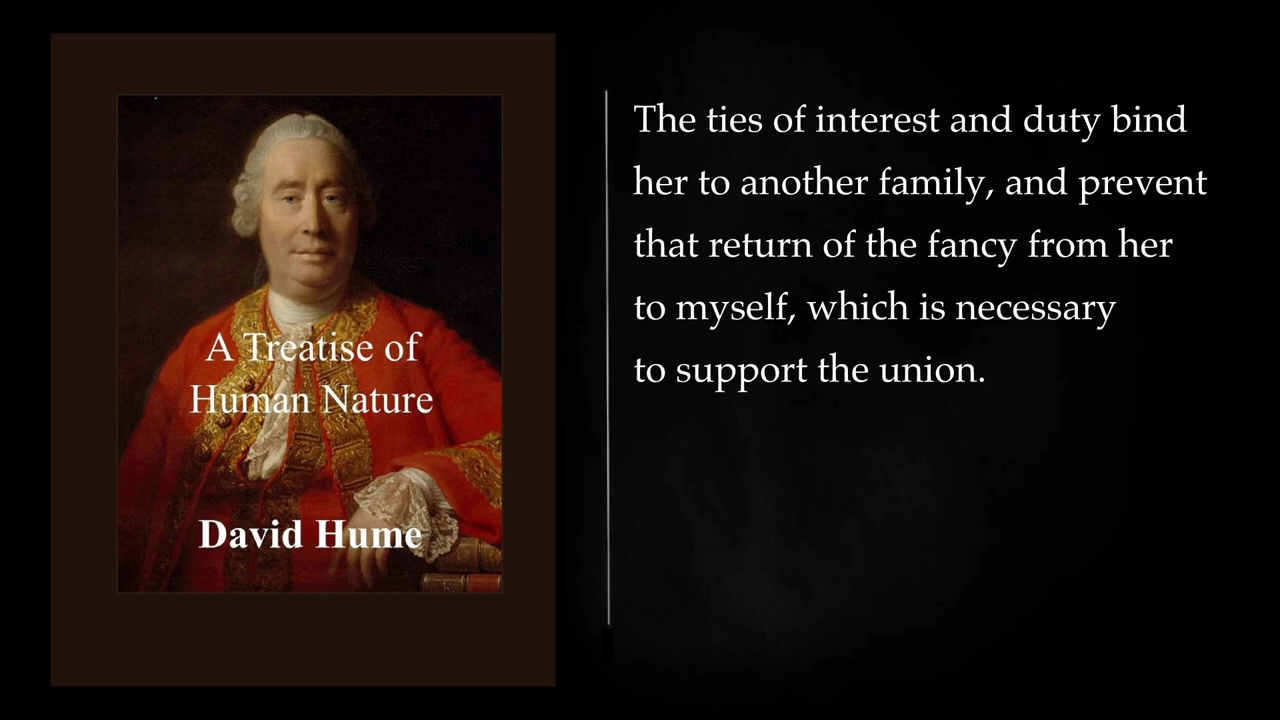 A Treatise of
Human Nature
David Hume
The ties of interest and duty bind
her to another family, and prevent
that return of the fancy from her
to myself, which is necessary
to support the union.